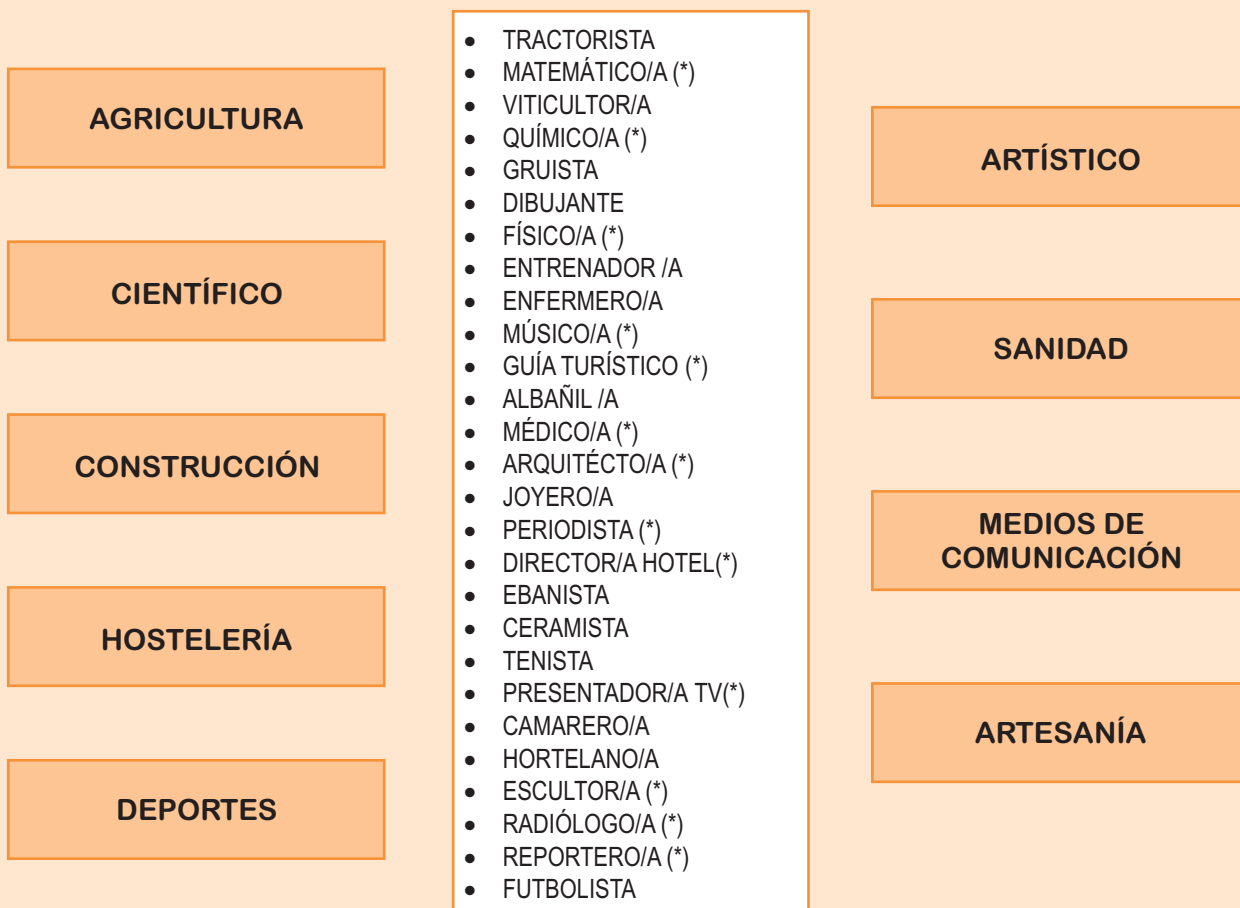 AGRICULTURA
CIENTÍFICO
CONSTRUCCIÓN
HOSTELERÍA
DEPORTES
• TRACTORISTA
• MATEMÁTICO/A (*)
• VITICULTOR/A
• QUÍMICO/A (*)
• GRUISTA
• DIBUJANTE
• FÍSICO/A (*)
• ENTRENADOR /A
• ENFERMERO/A
• MÚSICO/A (*)
• GUÍA TURÍSTICO (*)
• ALBAÑIL /A
• MÉDICO/A (*)
• ARQUITÉCTO/A (*)
• JOYERO/A
• PERIODISTA (*)
• DIRECTOR/A HOTEL(*)
• EBANISTA
• CERAMISTA
• TENISTA
• PRESENTADOR/A TV(*)
• CAMARERO/A
• HORTELANO/A
• ESCULTOR/A (*)
• RADIÓLOGO/A (*)
• REPORTERO/A (*)
• FUTBOLISTA
ARTÍSTICO
SANIDAD
MEDIOS DE
COMUNICACIÓN
ARTESANÍA